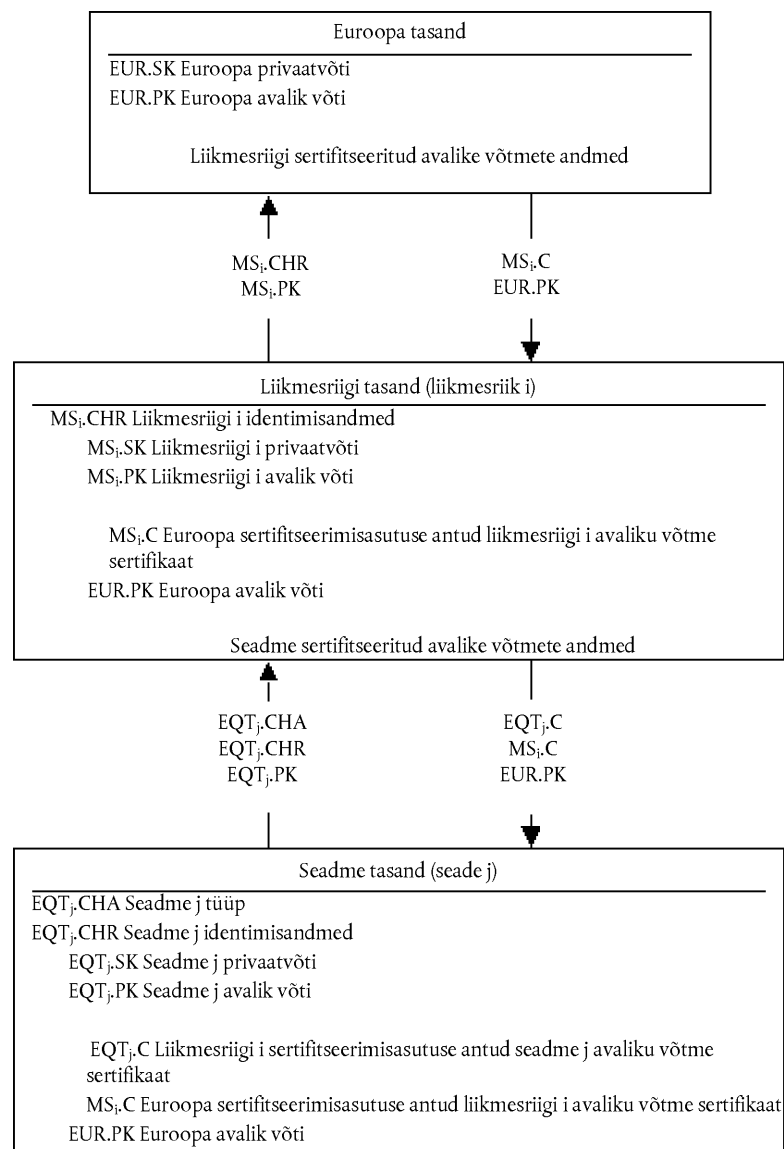 Euroopa tasand
EUR.SK Euroopa privaatvõti
EUR.PK Euroopa avalik võti
Liikmesriigi sertifitseeritud avalike võtmete andmed
MSi.CHR
MSi.PK
MSi.C
EUR.PK
Liikmesriigi tasand (liikmesriik i)
MSi.CHR Liikmesriigi i identimisandmed
MSi.SK Liikmesriigi i privaatvõti
MSi.PK Liikmesriigi i avalik võti
MSi.C Euroopa sertifitseerimisasutuse antud liikmesriigi i avaliku võtme
sertifikaat
EUR.PK Euroopa avalik võti
Seadme sertifitseeritud avalike võtmete andmed
EQTj.CHA
EQTj.CHR
EQTj.PK
EQTj.C
MSi.C
EUR.PK
Seadme tasand (seade j)
EQTj.CHA Seadme j tüüp
EQTj.CHR Seadme j identimisandmed
EQTj.SK Seadme j privaatvõti
EQTj.PK Seadme j avalik võti
EQTj.C Liikmesriigi i sertifitseerimisasutuse antud seadme j avaliku võtme
sertifikaat
MSi.C Euroopa sertifitseerimisasutuse antud liikmesriigi i avaliku võtme sertifikaat
EUR.PK Euroopa avalik võti